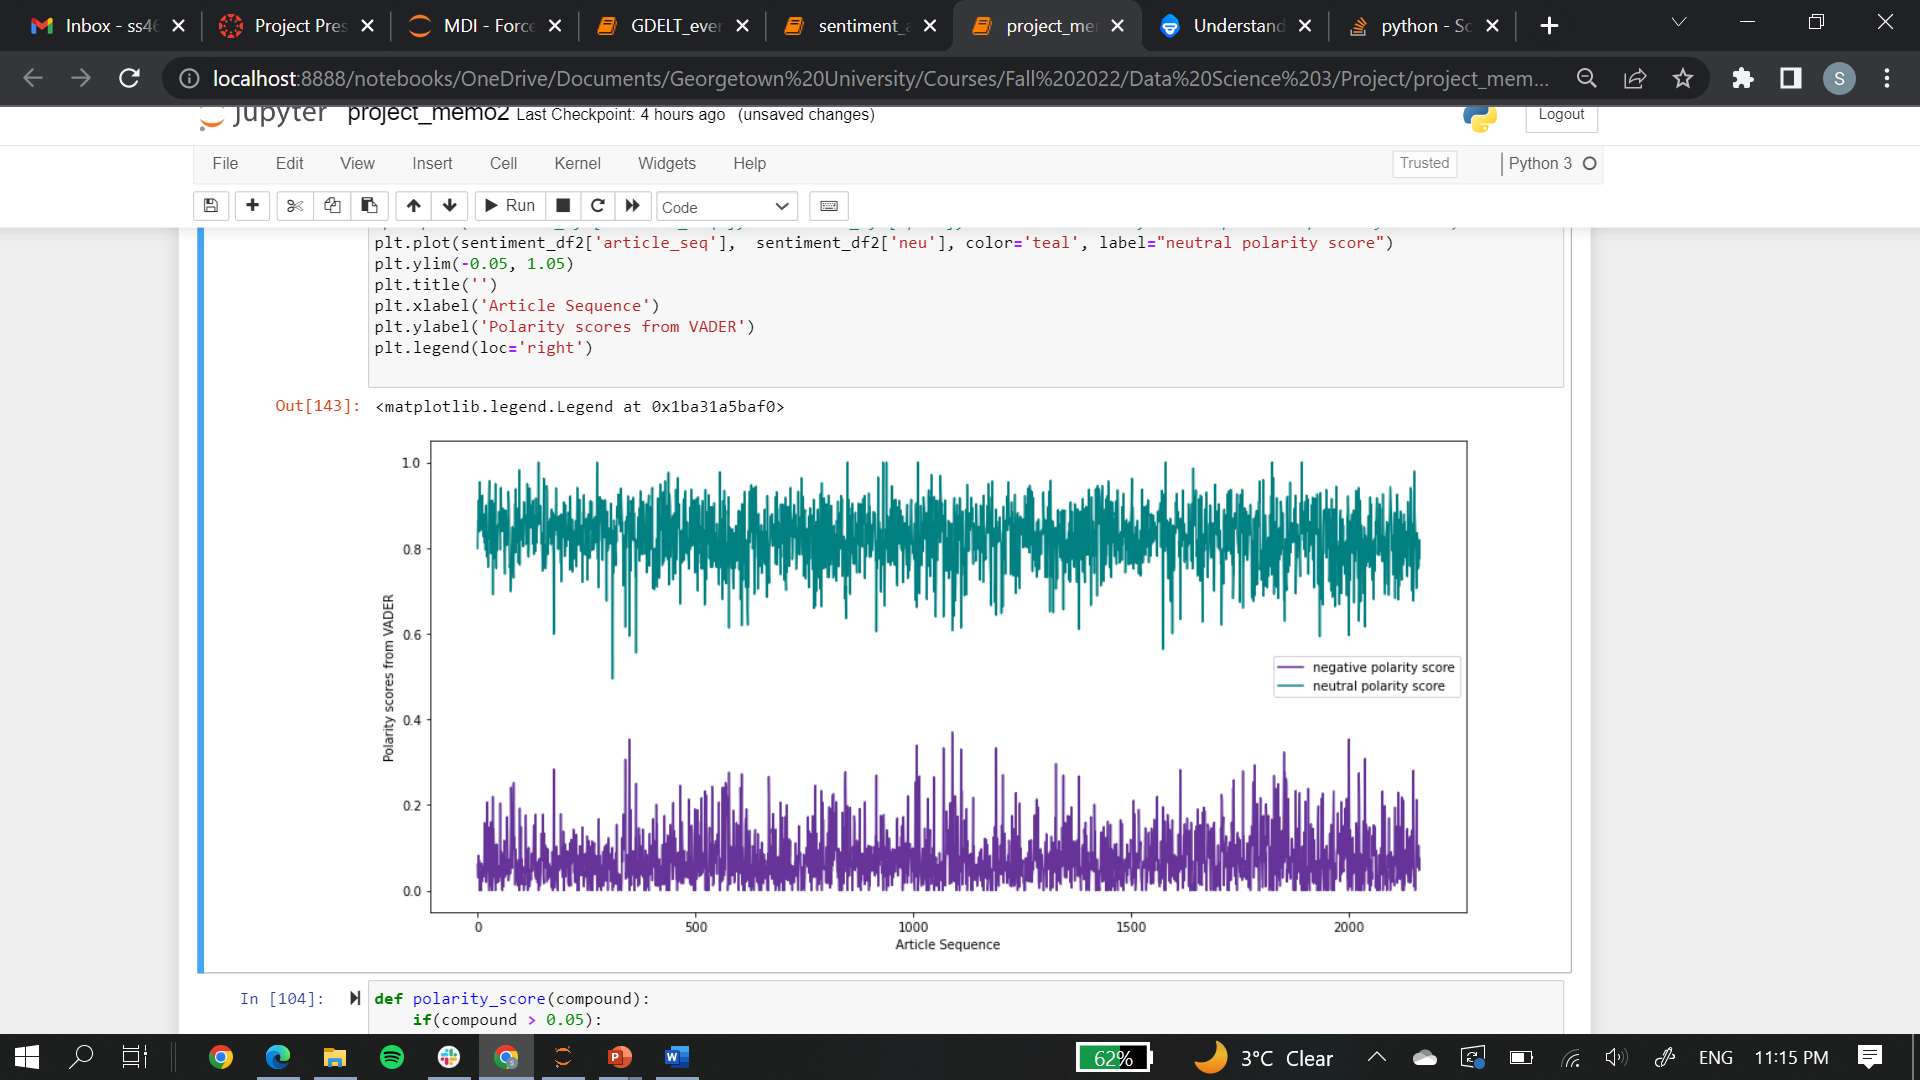 Inbox - ss46
Project Pres
MDI - Force
GDELT_ever
sentiment_a
project_me
Understand
python - Sc
localhost:8888/notebooks/OneDrive/Documents/Georgetown%20University/Courses/Fall%202022/Data%20Science%203/Project/project_mem...
S
jupyter project_memo2 Last Checkpoint: 4 hours ago (unsaved changes)
Logout
File Edit View Insert Cell Kernel Widgets Help
Trusted
Python 3
Run
Code
plt.plot(sentiment_df2['article_seq'],  sentiment_df2['neu'], color='teal', label="neutral polarity score")
plt.ylim(-0.05, 1.05)
plt.title('')
plt.xlabel('Article Sequence')
plt.ylabel('Polarity scores from VADER')
plt.legend(loc='right')
Out[143]: <matplotlib.legend.Legend at 0x1ba31a5baf0>
1.0
0.8
0.6
0.4
0.2
0.0
Polarity scores from VADER
negative polarity score
neutral polarity score
0 500 1000 1500 2000
Article Sequence
In [104]: def polarity_score(compound):
if(compound > 0.05):
62%
3°C Clear
ENG
11:15 PM